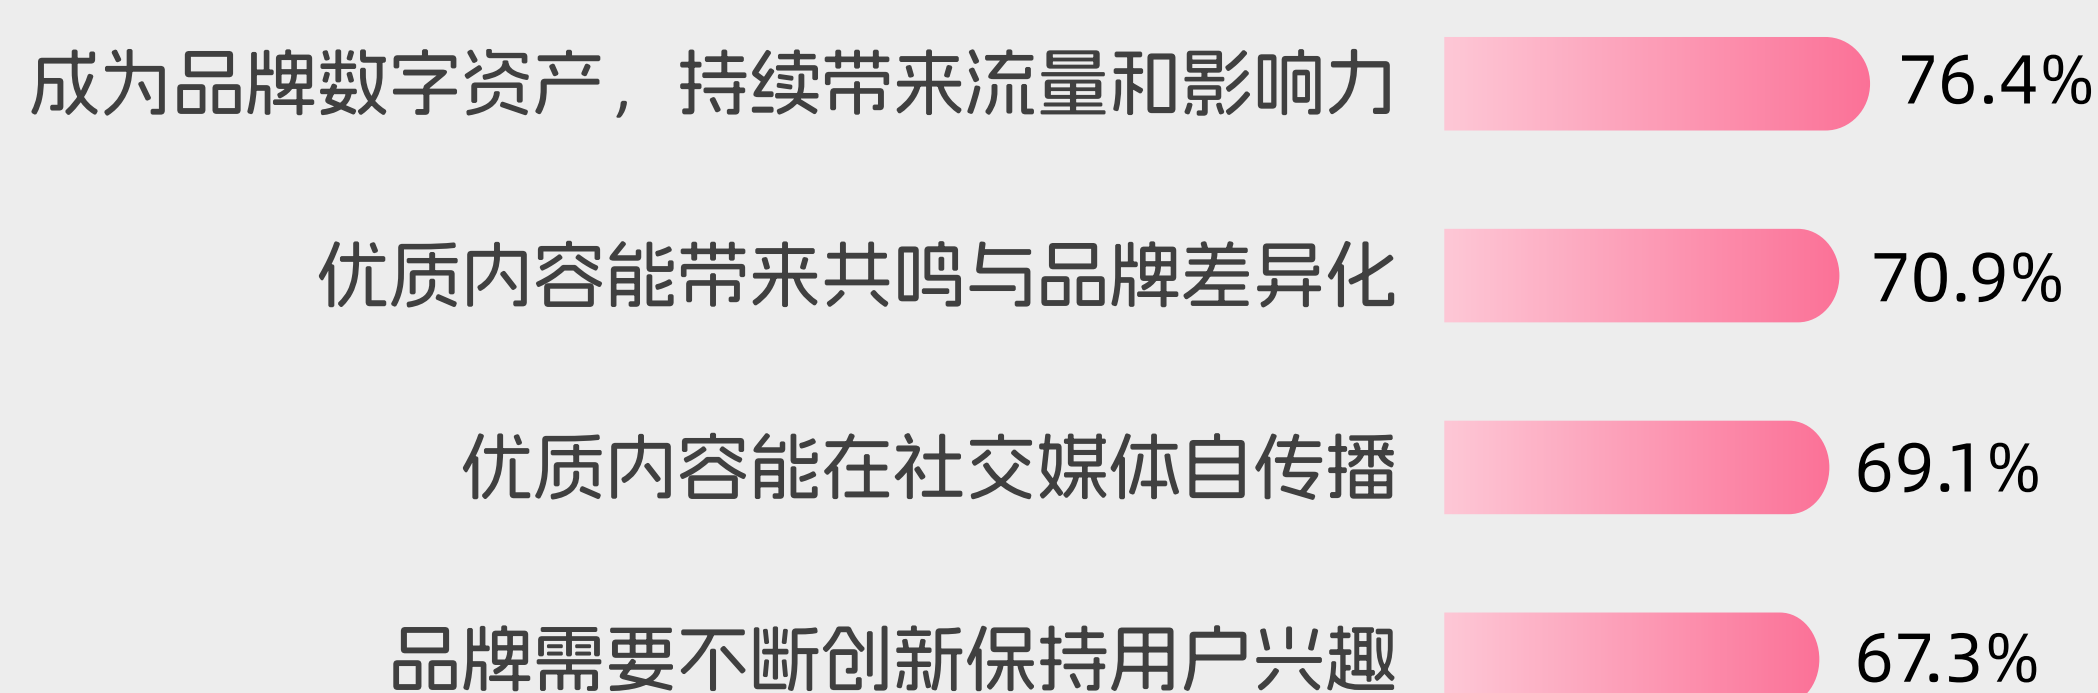 成为品牌数字资产，持续带来流量和影响力 76.4%
优质内容能带来共鸣与品牌差异化 70.9%
优质内容能在社交媒体自传播 69.1%
品牌需要不断创新保持用户兴趣 67.3%